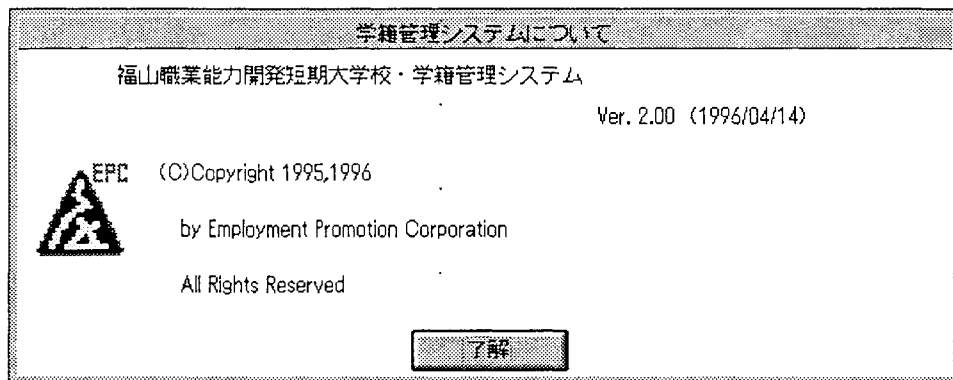 学籍管理システムについて
福山職業能力開発短期大学校・学籍管理システム
Ver. 2.00 (1996/04/14)
EPC
(C)Copyright 1995,1996
by Employment Promotion Corporation
All Rights Reserved
了解